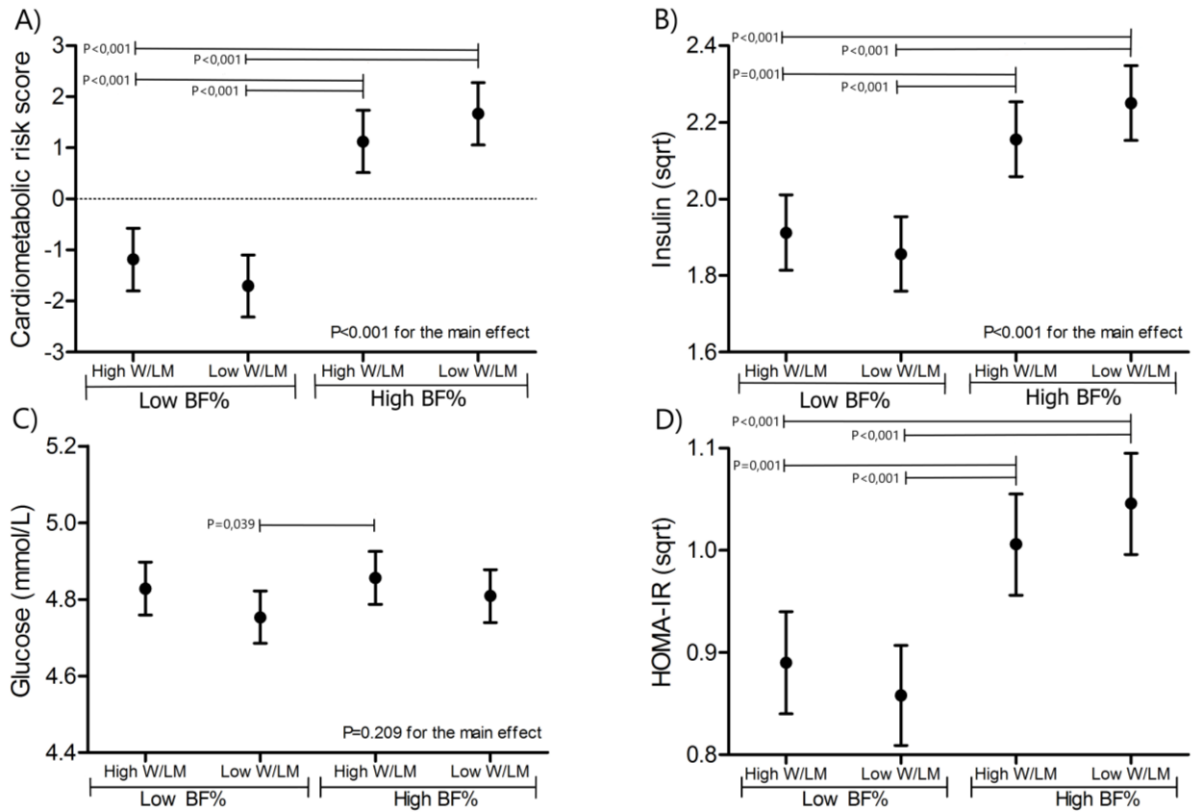 A)
Cardiometabolic risk score
3
2
1
0
-1
-2
-3
P<0,001
P<0,001
P<0,001
P<0,001
P<0.001 for the main effect
High W/LM Low W/LM High W/LM Low W/LM
Low BF% High BF%
B)
Insulin (sqrt)
2.4
2.2
2.0
1.8
1.6
P<0,001
P<0,001
P=0,001
P<0,001
P<0.001 for the main effect
High W/LM Low W/LM High W/LM Low W/LM
Low BF% High BF%
C)
Glucose (mmol/L)
5.2
5.0
4.8
4.6
4.4
P=0,039
P=0.209 for the main effect
High W/LM Low W/LM High W/LM Low W/LM
Low BF% High BF%
D)
HOMA-IR (sqrt)
1.1
1.0
0.9
0.8
P<0,001
P<0,001
P=0,001
P<0,001
High W/LM Low W/LM High W/LM Low W/LM
Low BF% High BF%